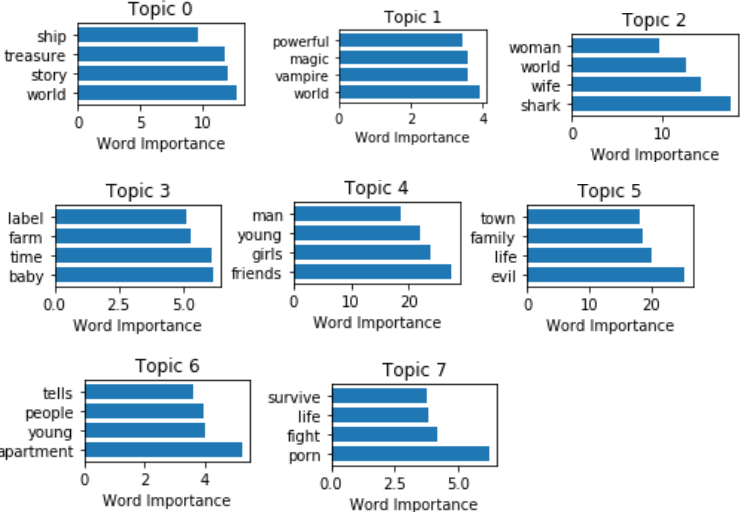 Topic 0
ship
treasure
story
world
0 5 10
Word Importance
Topic 1
powerful
magic
vampire
world
0 2 4
Word Importance
Topic 2
woman
world
wife
shark
0 10
Word Importance
Topic 3
label
farm
time
baby
0.0 2.5 5.0
Word Importance
Topic 4
man
young
girls
friends
0 10 20
Word Importance
Topic 5
town
family
life
evil
0 10 20
Word Importance
Topic 6
tells
people
young
apartment
0 2 4
Word Importance
Topic 7
survive
life
fight
porn
0.0 2.5 5.0
Word Importance